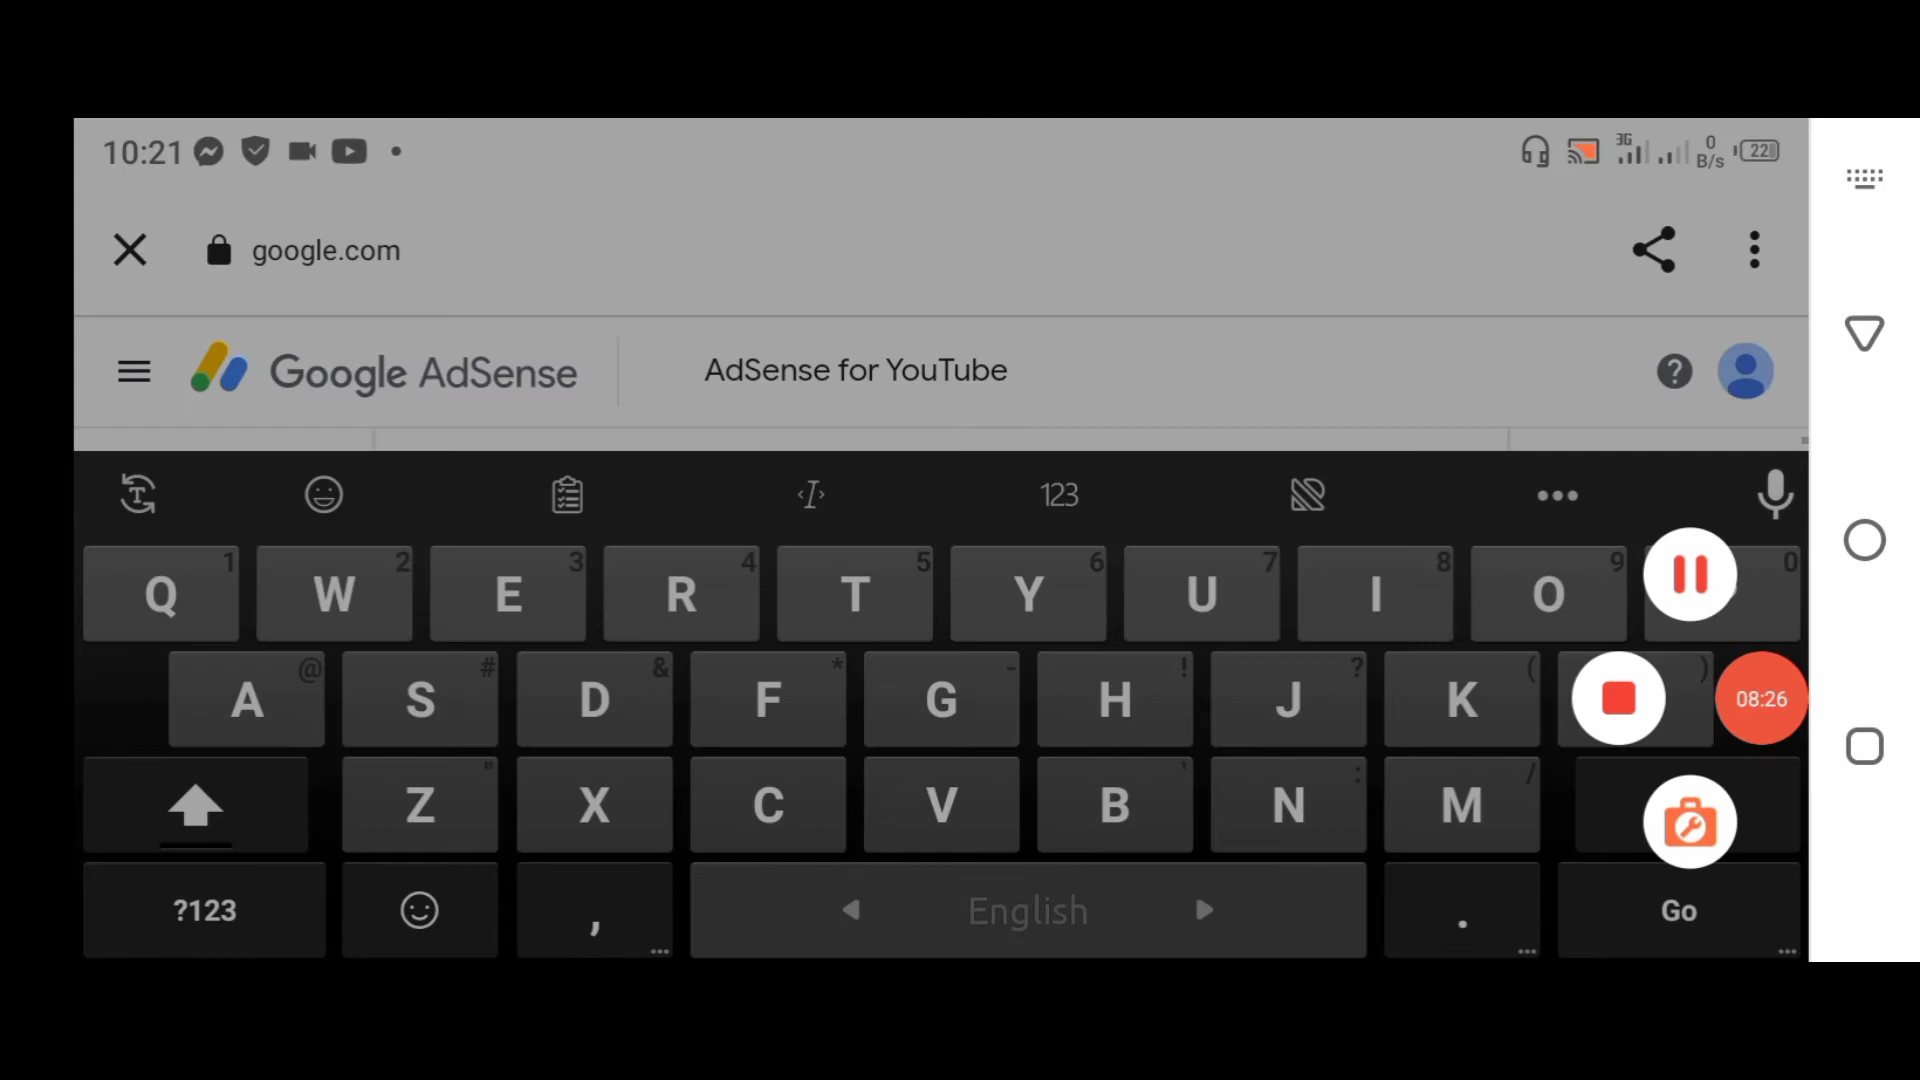 10:21 3G 0 B/s 22
google.com
Google AdSense AdSense for YouTube ?
T I 123
Q 1 W 2 E 3 R 4 T 5 Y 6 U 7 I 8 O 9 0
A @ S # D & F * G - H ! J ? K ( )
08:26
Z " X C V B ' N : M /
?123 , ... English . ... Go ...